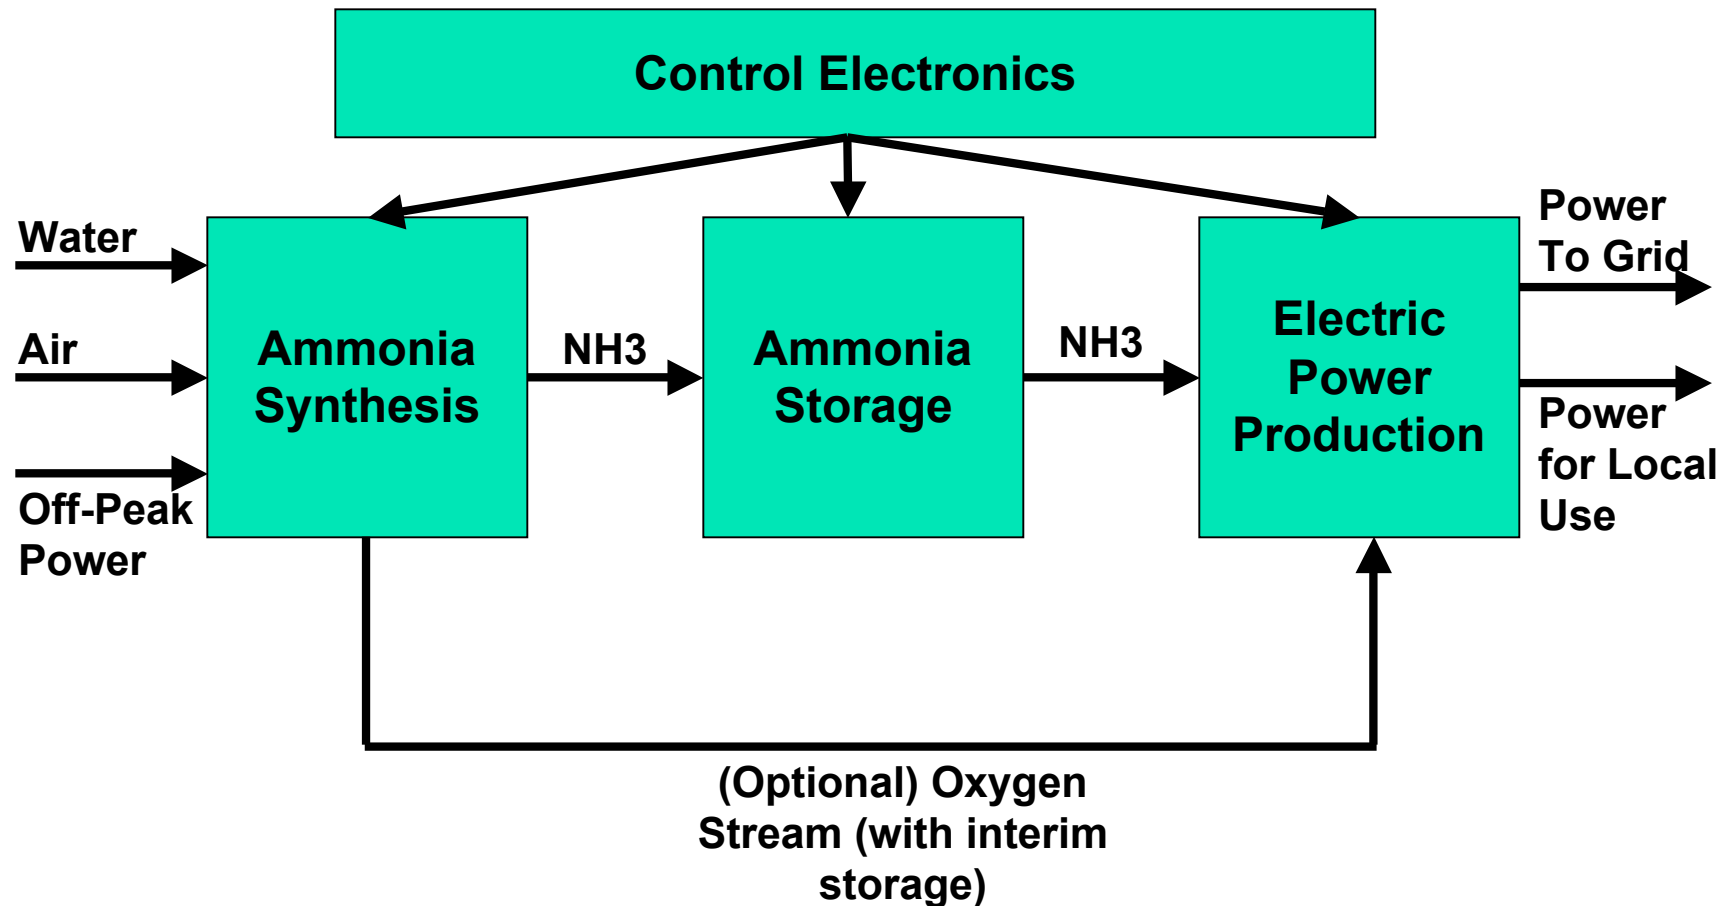 Control Electronics
Water
Air
Off-Peak
Power
Ammonia
Synthesis
NH3
Ammonia
Storage
NH3
Electric
Power
Production
Power
To Grid
Power
for Local
Use
(Optional) Oxygen
Stream (with interim
storage)